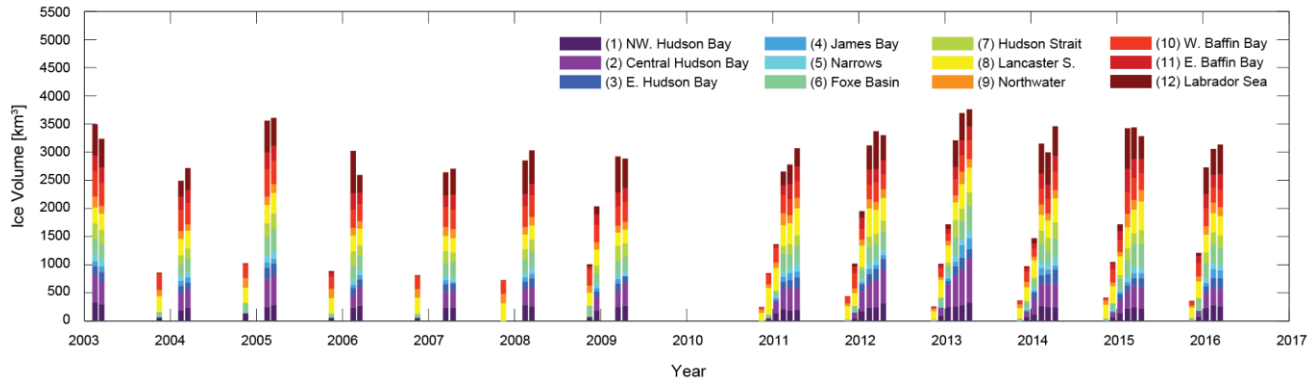 5500
5000
4500
4000
3500
3000
2500
2000
1500
1000
500
0
Ice Volume [km³]
(1) NW. Hudson Bay
(2) Central Hudson Bay
(3) E. Hudson Bay
(4) James Bay
(5) Narrows
(6) Foxe Basin
(7) Hudson Strait
(8) Lancaster S.
(9) Northwater
(10) W. Baffin Bay
(11) E. Baffin Bay
(12) Labrador Sea
2003 2004 2005 2006 2007 2008 2009 2011 2012 2013 2014 2015 2016 2017
Year